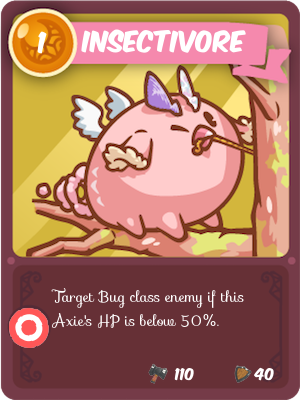 1 INSECTIVORE
Target Bug class enemy if this
Axie's HP is below 50%.
110 40